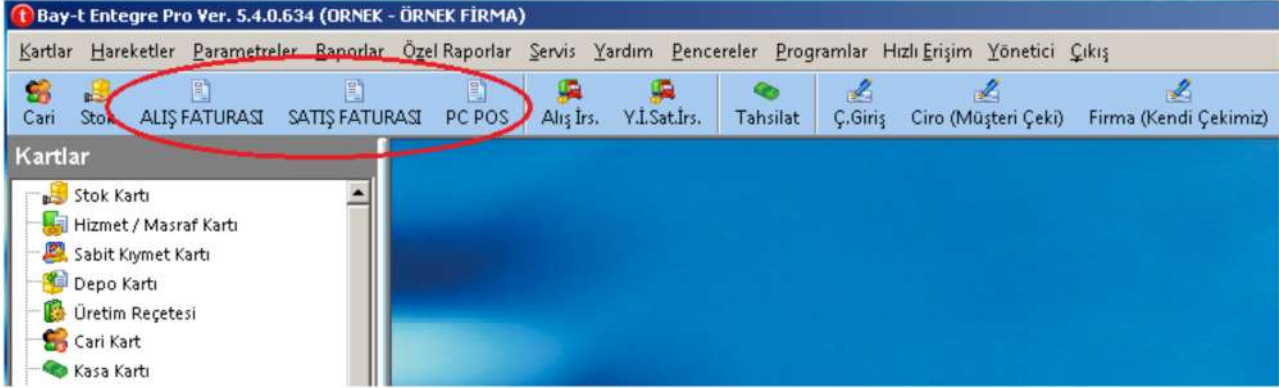 Bay-t Entegre Pro Ver. 5.4.0.634 (ORNEK - ÖRNEK FİRMA)
Kartlar Hareketler Parametreler Raporlar Özel Raporlar Servis Yardım Pencereler Programlar Hızlı Erişim Yönetici Çıkış
Cari Stok ALIŞ FATURASI SATIŞ FATURASI PC POS Alış İrs. Y.İ.Sat.İrs. Tahsilat Ç.Giriş Ciro (Müşteri Çeki) Firma (Kendi Çekimiz)
Kartlar
Stok Kartı
Hizmet / Masraf Kartı
Sabit Kıymet Kartı
Depo Kartı
Üretim Reçetesi
Cari Kart
Kasa Kartı